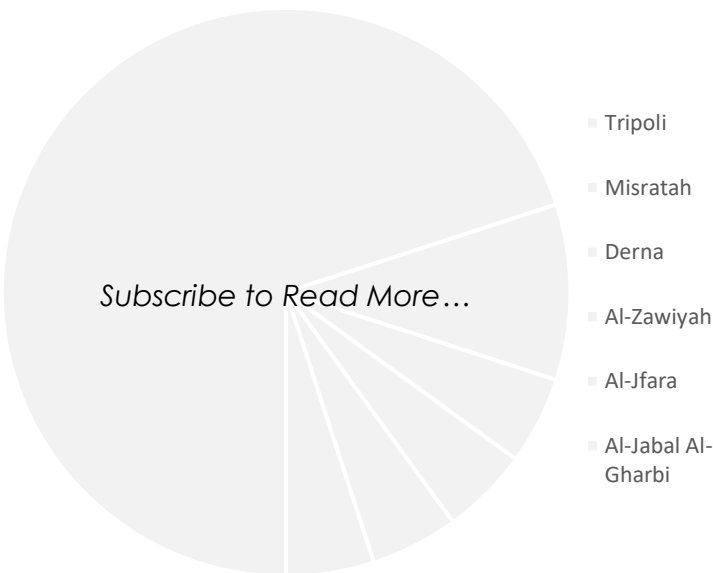 Tripoli
Misratah
Derna
Subscribe to Read More…
Al-Zawiyah
Al-Jfara
Al-Jabal Al-
Gharbi